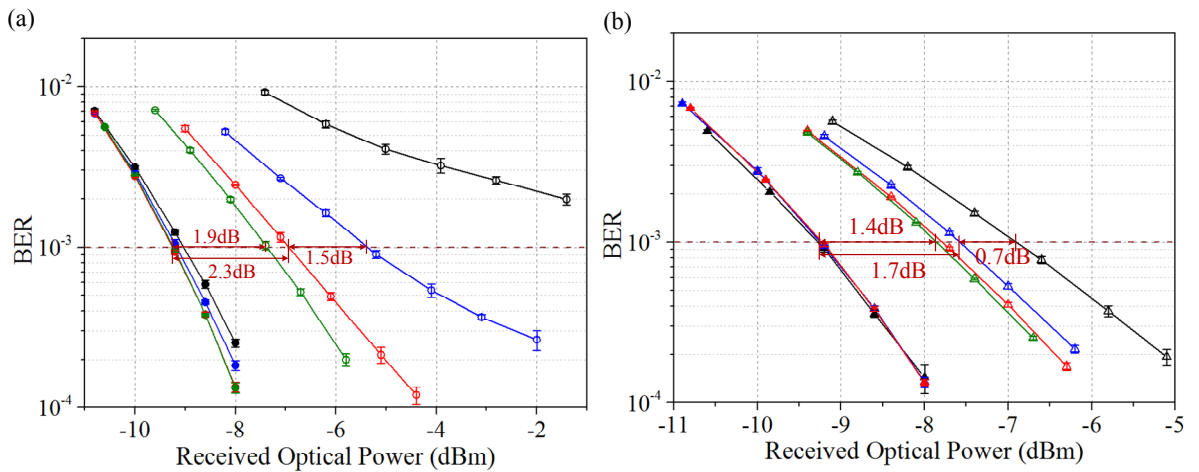 (a)
(b)
10⁻²
10⁻³
10⁻⁴
BER
1.9dB
1.5dB
2.3dB
-10
-8
-6
-4
-2
Received Optical Power (dBm)
10⁻²
10⁻³
10⁻⁴
BER
1.4dB
0.7dB
1.7dB
-11
-10
-9
-8
-7
-6
-5
Received Optical Power (dBm)